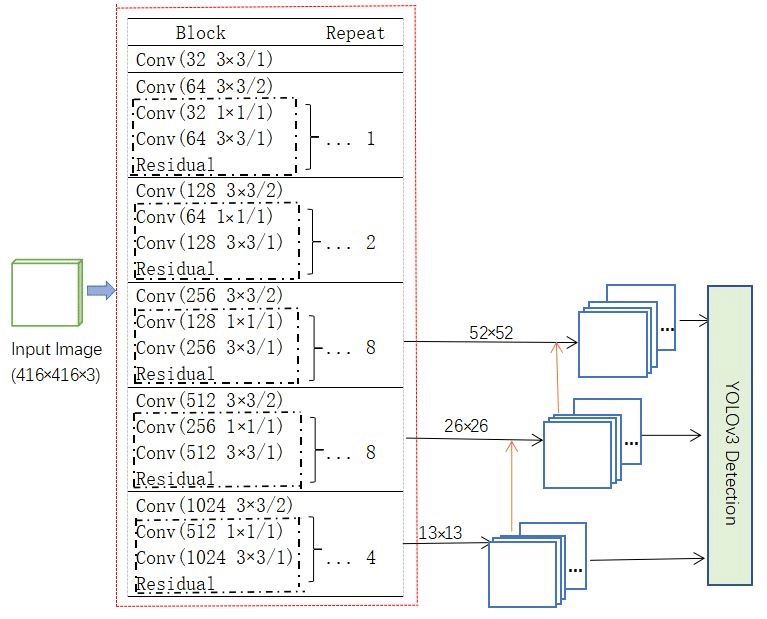 Block Repeat
Conv(32 3×3/1)
Conv(64 3×3/2)
Conv(32 1×1/1)
Conv(64 3×3/1)
Residual
... 1
Conv(128 3×3/2)
Conv(64 1×1/1)
Conv(128 3×3/1)
Residual
... 2
Conv(256 3×3/2)
Conv(128 1×1/1)
Conv(256 3×3/1)
Residual
... 8
Conv(512 3×3/2)
Conv(256 1×1/1)
Conv(512 3×3/1)
Residual
... 8
Conv(1024 3×3/2)
Conv(512 1×1/1)
Conv(1024 3×3/1)
Residual
... 4
Input Image
(416×416×3)
52×52
...
26×26
...
13×13
...
YOLOv3 Detection